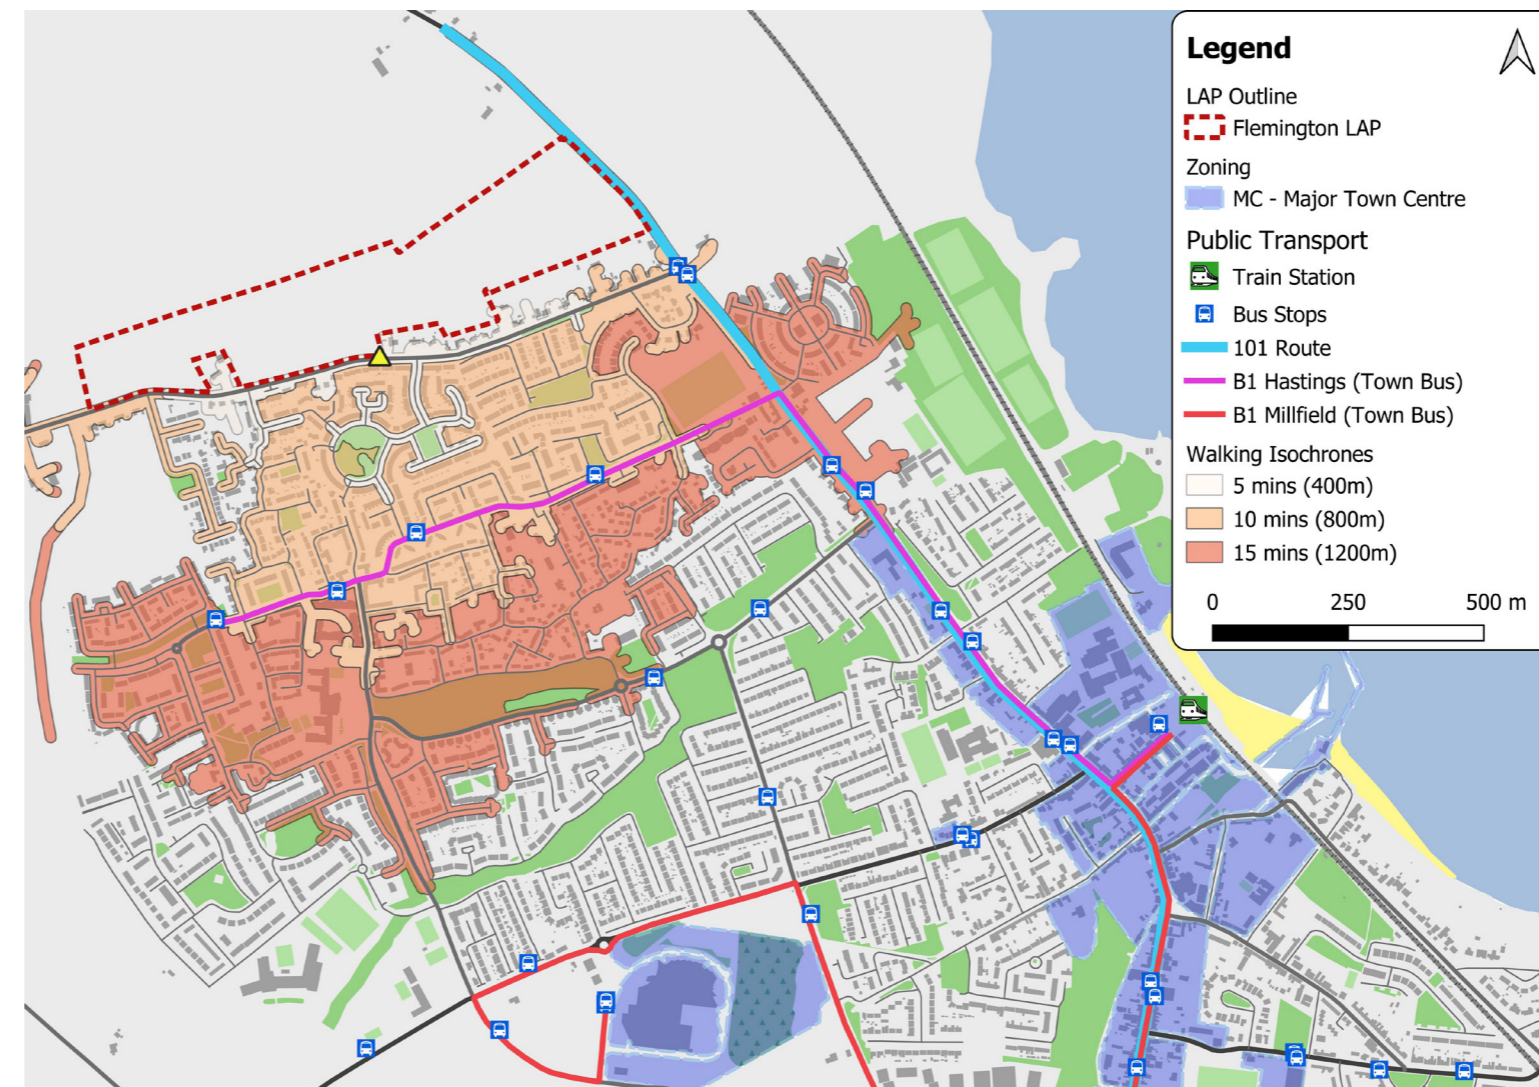 Legend
LAP Outline
Flemington LAP
Zoning
MC - Major Town Centre
Public Transport
Train Station
Bus Stops
101 Route
B1 Hastings (Town Bus)
B1 Millfield (Town Bus)
Walking Isochrones
5 mins (400m)
10 mins (800m)
15 mins (1200m)
0 250 500 m